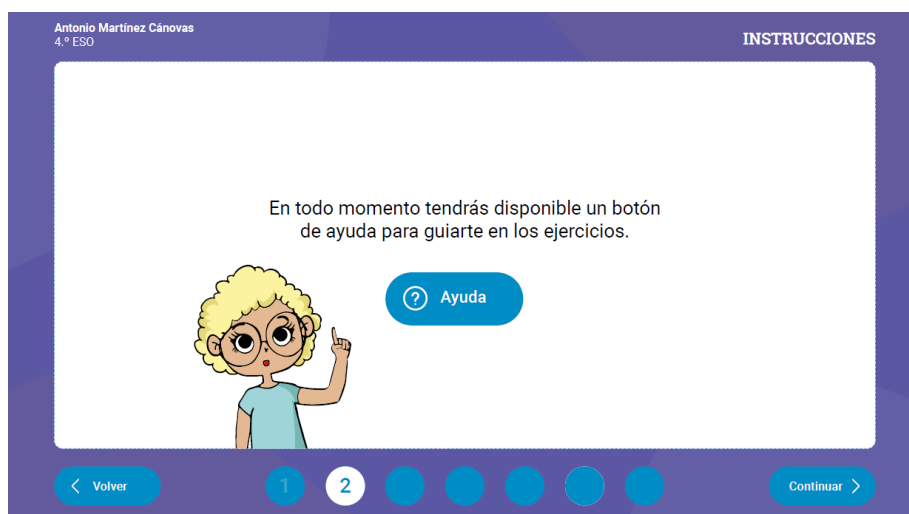 Antonio Martínez Cánovas
4.º ESO
INSTRUCCIONES
En todo momento tendrás disponible un botón
de ayuda para guiarte en los ejercicios.
? Ayuda
Volver
1
2
Continuar